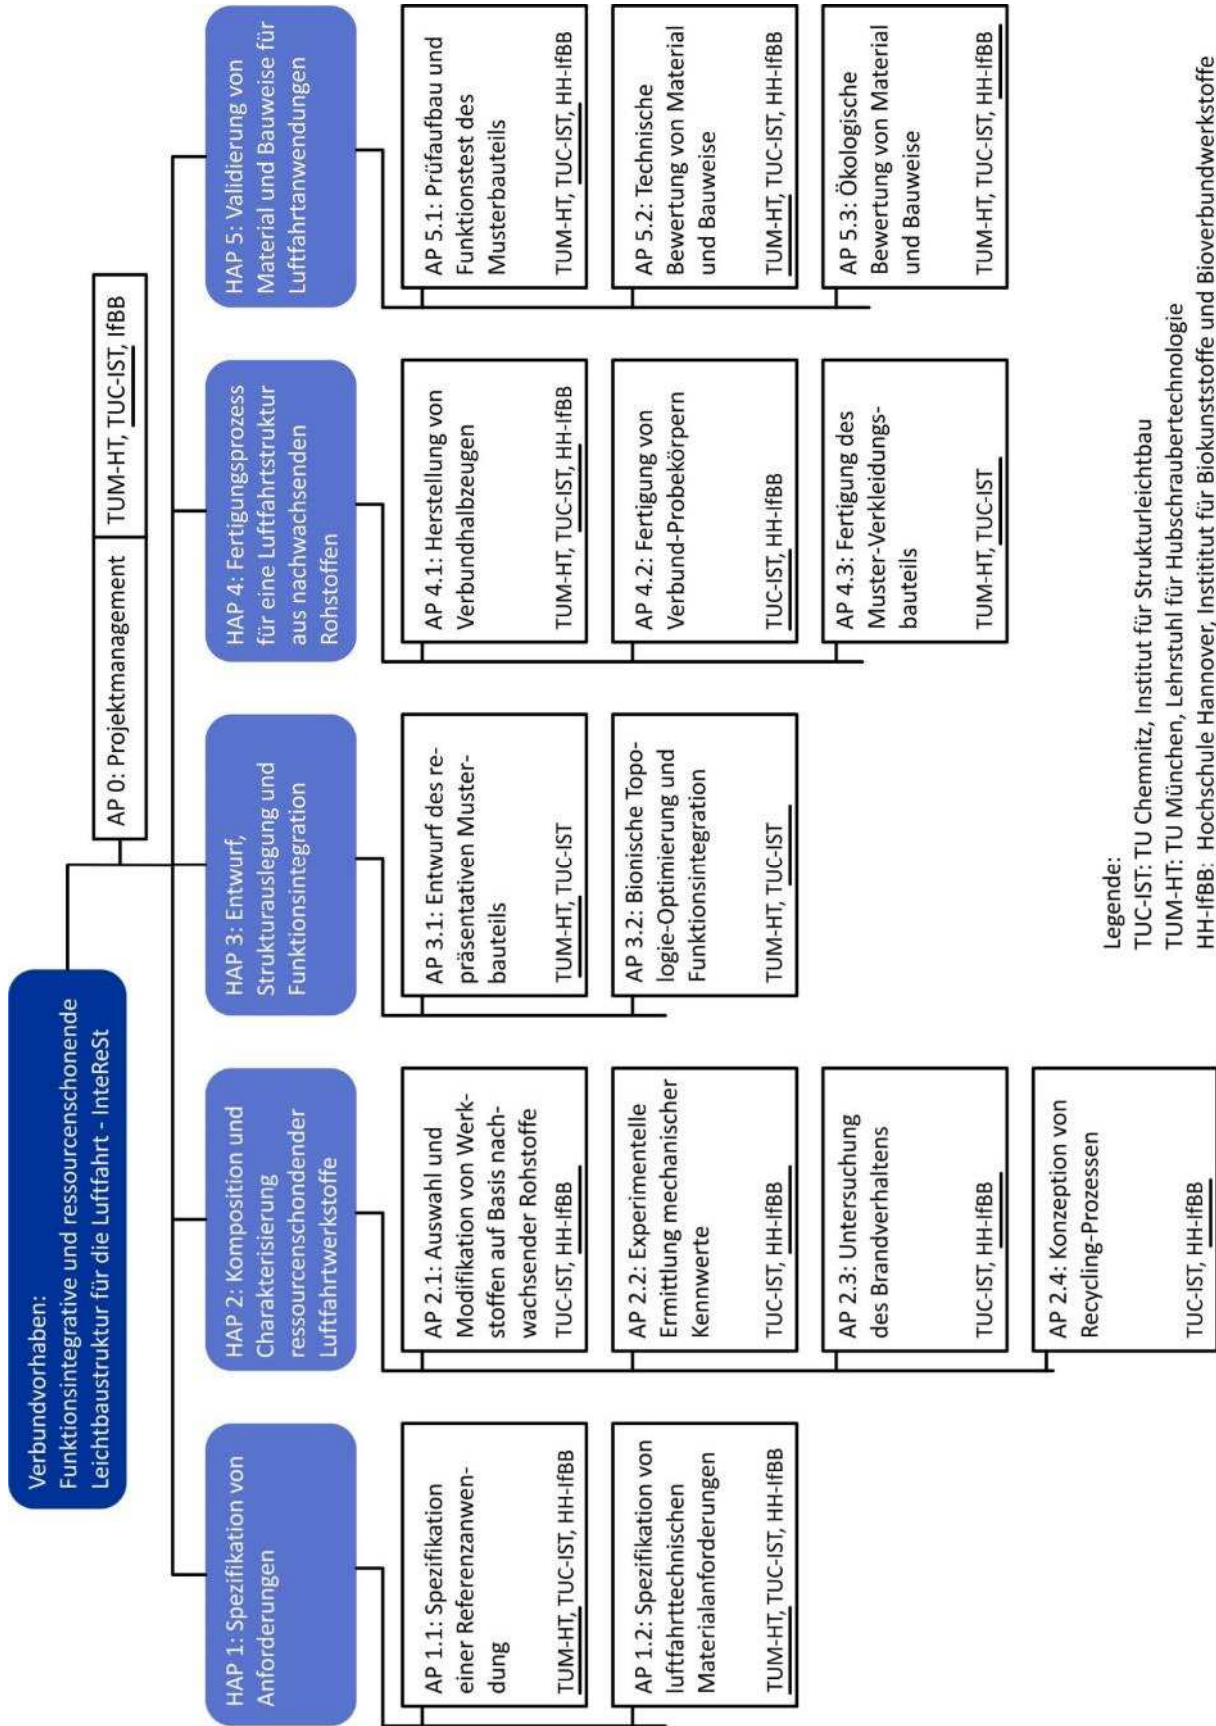 Verbundvorhaben:
Funktionsintegrative und ressourcenschonende
Leichtbaustruktur für die Luftfahrt - InteReSt
AP 0: Projektmanagement
TUM-HT, TUC-IST, IfBB
HAP 1: Spezifikation von
Anforderungen
AP 1.1: Spezifikation
einer Referenzanwen-
dung
TUM-HT, TUC-IST, HH-IfBB
AP 1.2: Spezifikation von
luftfahrttechnischen
Materialanforderungen
TUM-HT, TUC-IST, HH-IfBB
HAP 2: Komposition und
Charakterisierung
ressourcenschondender
Luftfahrtwerkstoffe
AP 2.1: Auswahl und
Modifikation von Werk-
stoffen auf Basis nach-
wachsender Rohstoffe
TUC-IST, HH-IfBB
AP 2.2: Experimentelle
Ermittlung mechanischer
Kennwerte
TUC-IST, HH-IfBB
AP 2.3: Untersuchung
des Brandverhaltens
TUC-IST, HH-IfBB
AP 2.4: Konzeption von
Recycling-Prozessen
TUC-IST, HH-IfBB
HAP 3: Entwurf,
Strukturauslegung und
Funktionsintegration
AP 3.1: Entwurf des re-
präsentativen Muster-
bauteils
TUM-HT, TUC-IST
AP 3.2: Bionische Topo-
logie-Optimierung und
Funktionsintegration
TUM-HT, TUC-IST
HAP 4: Fertigungsprozess
für eine Luftfahrtstruktur
aus nachwachsenden
Rohstoffen
AP 4.1: Herstellung von
Verbundhalbzeugen
TUM-HT, TUC-IST, HH-IfBB
AP 4.2: Fertigung von
Verbund-Probekörpern
TUC-IST, HH-IfBB
AP 4.3: Fertigung des
Muster-Verkleidungs-
bauteils
TUM-HT, TUC-IST
HAP 5: Validierung von
Material und Bauweise für
Luftfahrtanwendungen
AP 5.1: Prüfaufbau und
Funktionstest des
Musterbauteils
TUM-HT, TUC-IST, HH-IfBB
AP 5.2: Technische
Bewertung von Material
und Bauweise
TUM-HT, TUC-IST, HH-IfBB
AP 5.3: Ökologische
Bewertung von Material
und Bauweise
TUM-HT, TUC-IST, HH-IfBB
Legende:
TUC-IST: TU Chemnitz, Institut für Strukturleichtbau
TUM-HT: TU München, Lehrstuhl für Hubschraubertechnologie
HH-IfBB: Hochschule Hannover, Instititut für Biokunststoffe und Bioverbundwerkstoffe